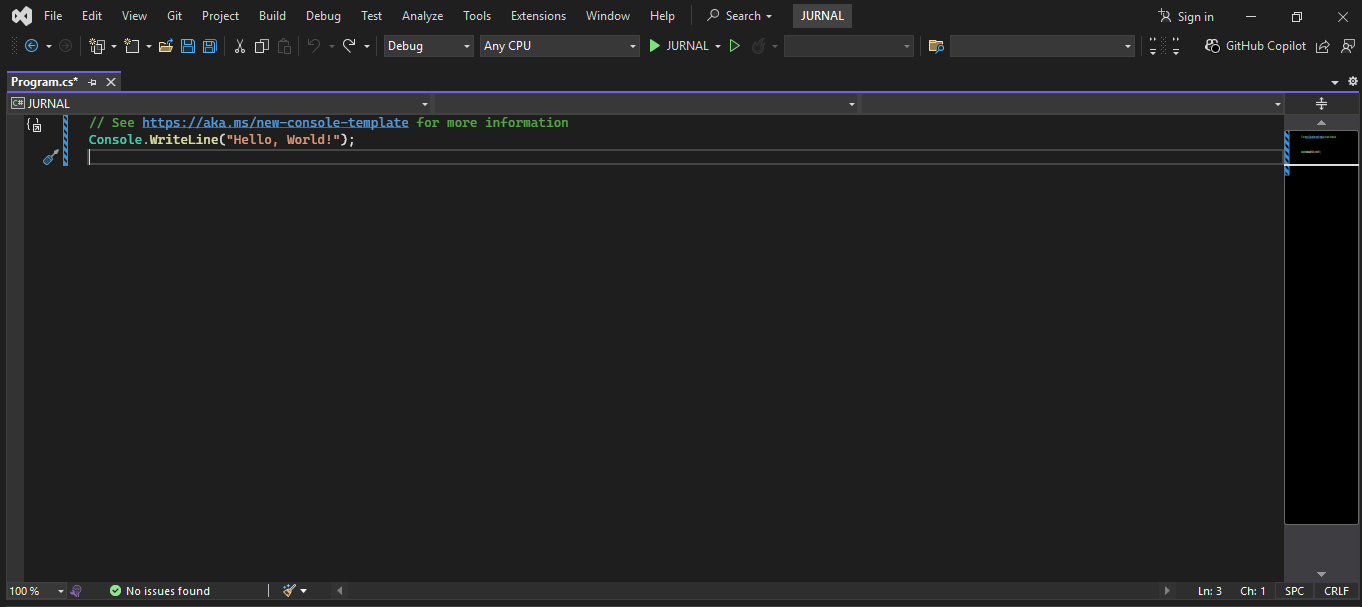 File Edit View Git Project Build Debug Test Analyze Tools Extensions Window Help Search JURNAL Sign in
Debug Any CPU JURNAL GitHub Copilot
Program.cs*
C# JURNAL
// See https://aka.ms/new-console-template for more information
Console.WriteLine("Hello, World!");
100 % No issues found Ln: 3 Ch: 1 SPC CRLF